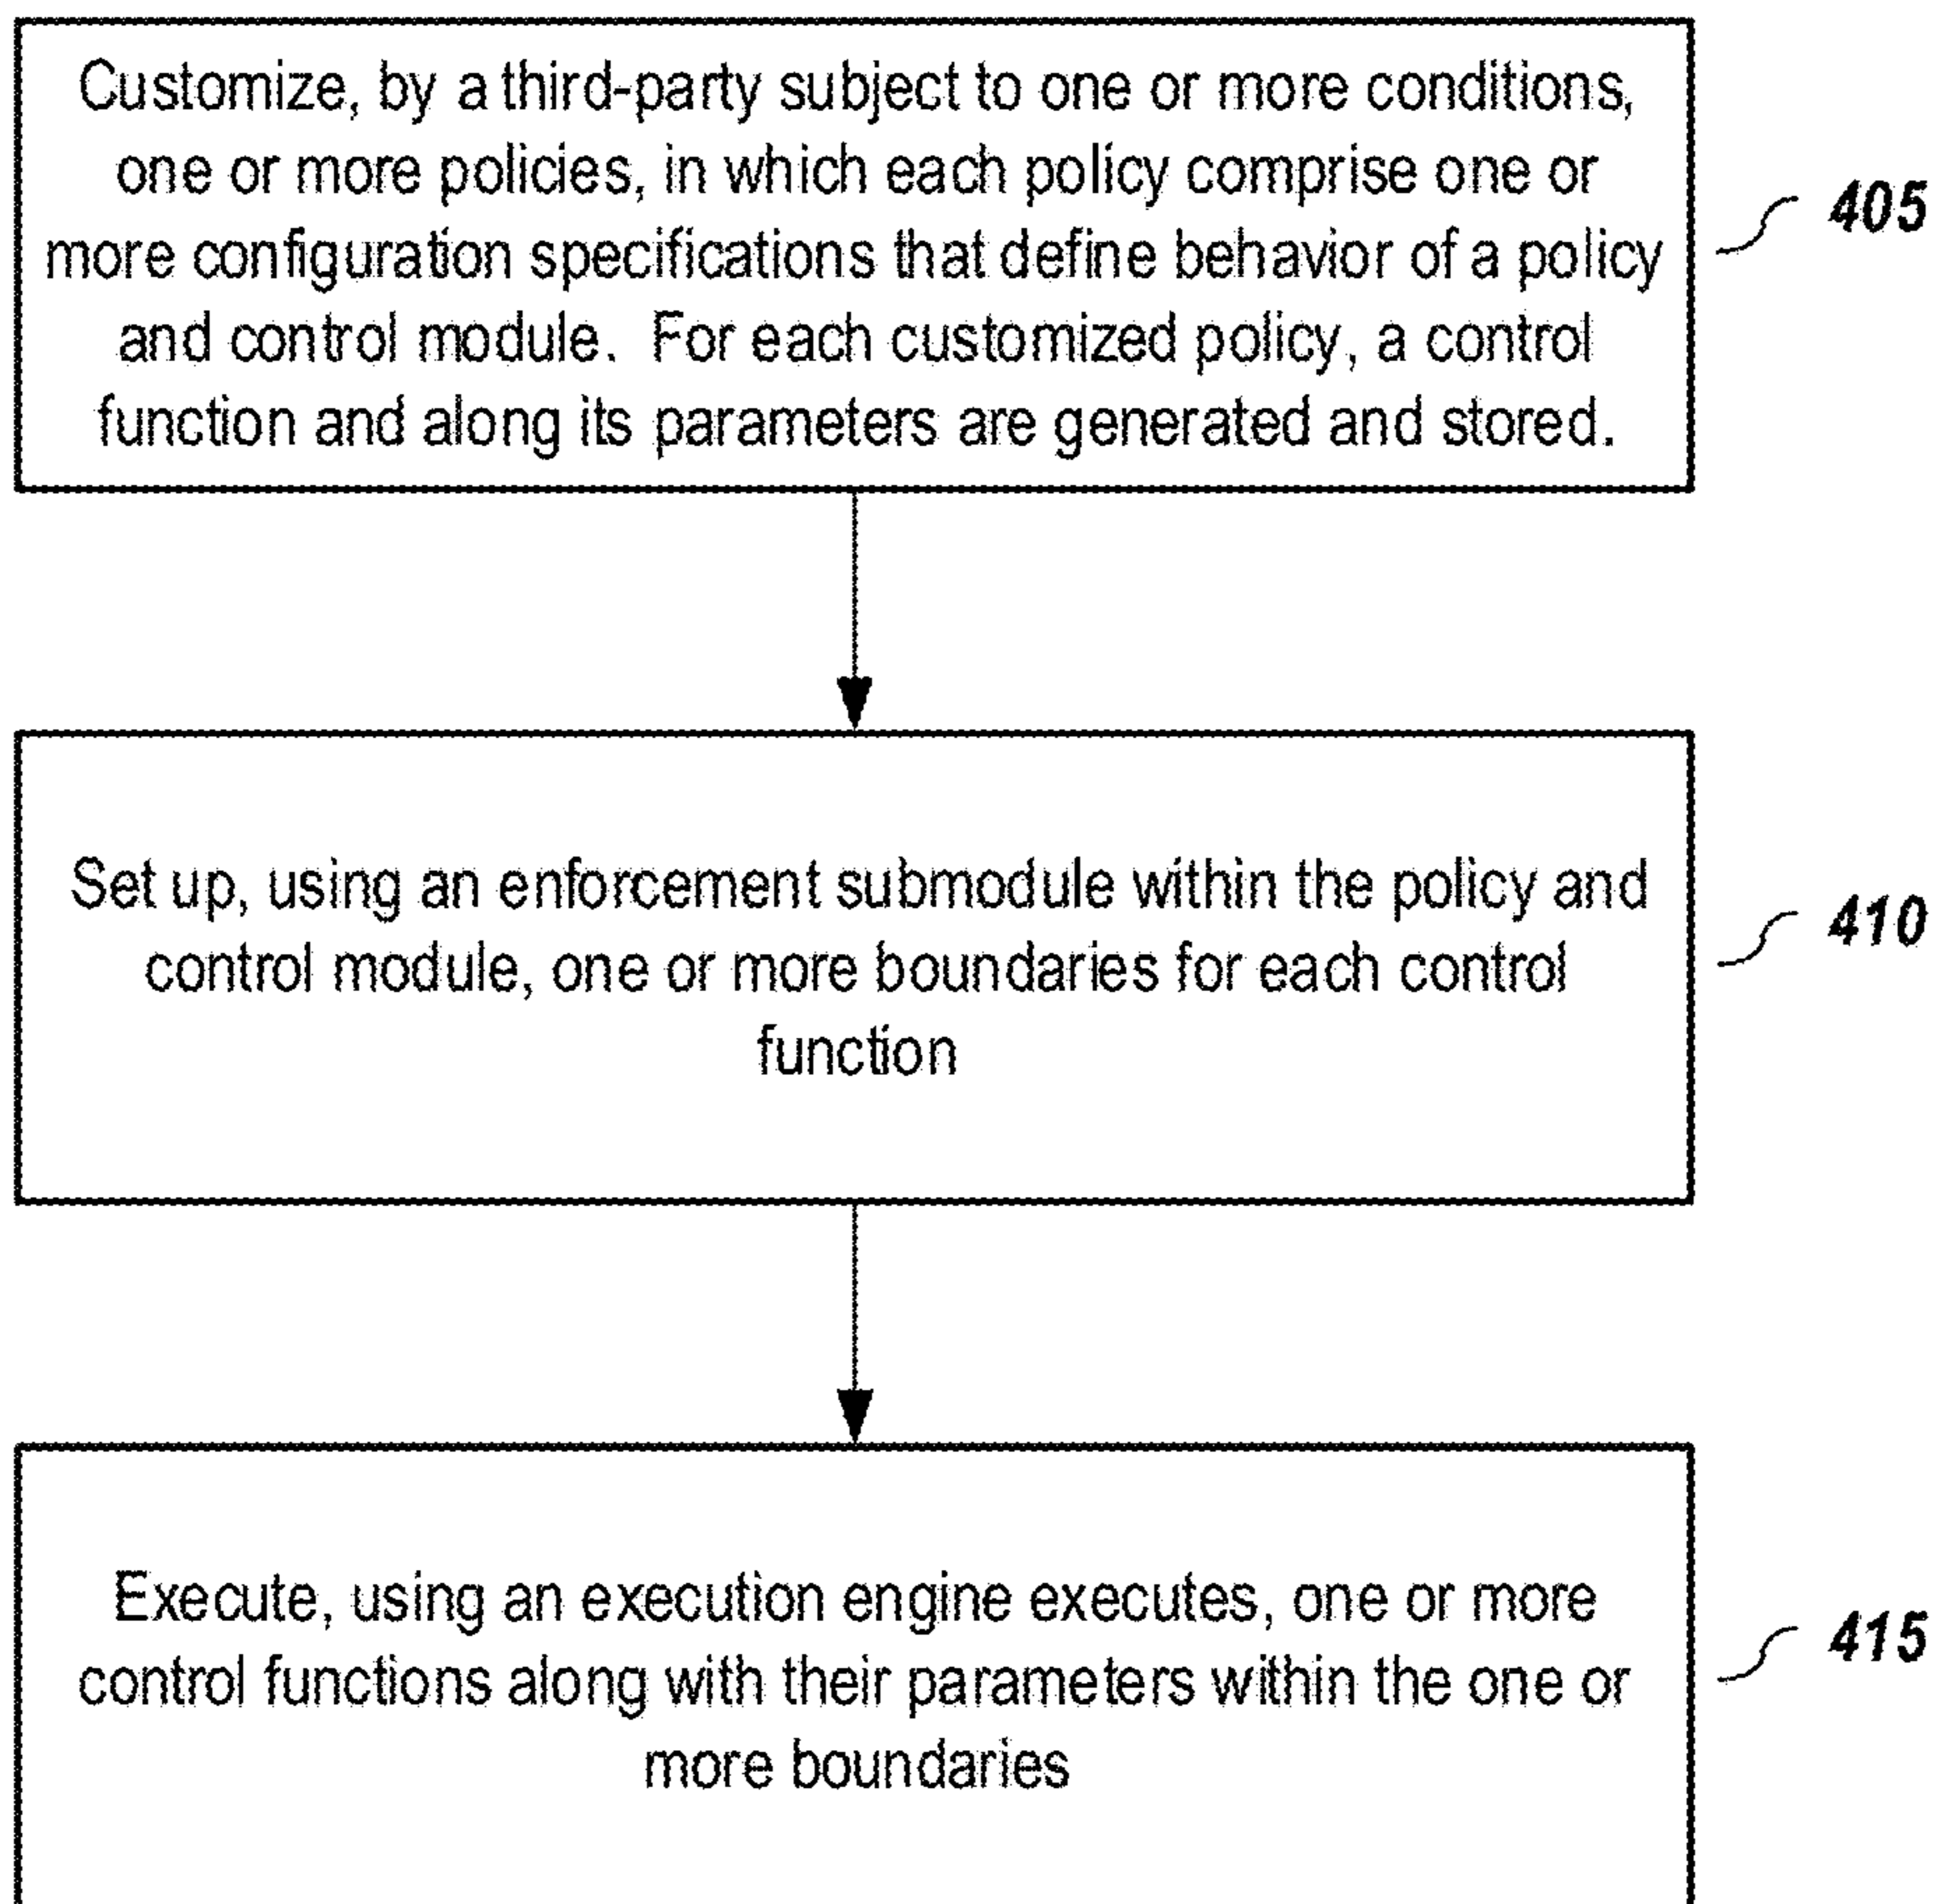 Customize, by a third-party subject to one or more conditions,
one or more policies, in which each policy comprise one or
more configuration specifications that define behavior of a policy
and control module. For each customized policy, a control
function and along its parameters are generated and stored.
405
Set up, using an enforcement submodule within the policy and
control module, one or more boundaries for each control
function
410
Execute, using an execution engine executes, one or more
control functions along with their parameters within the one or
more boundaries
415